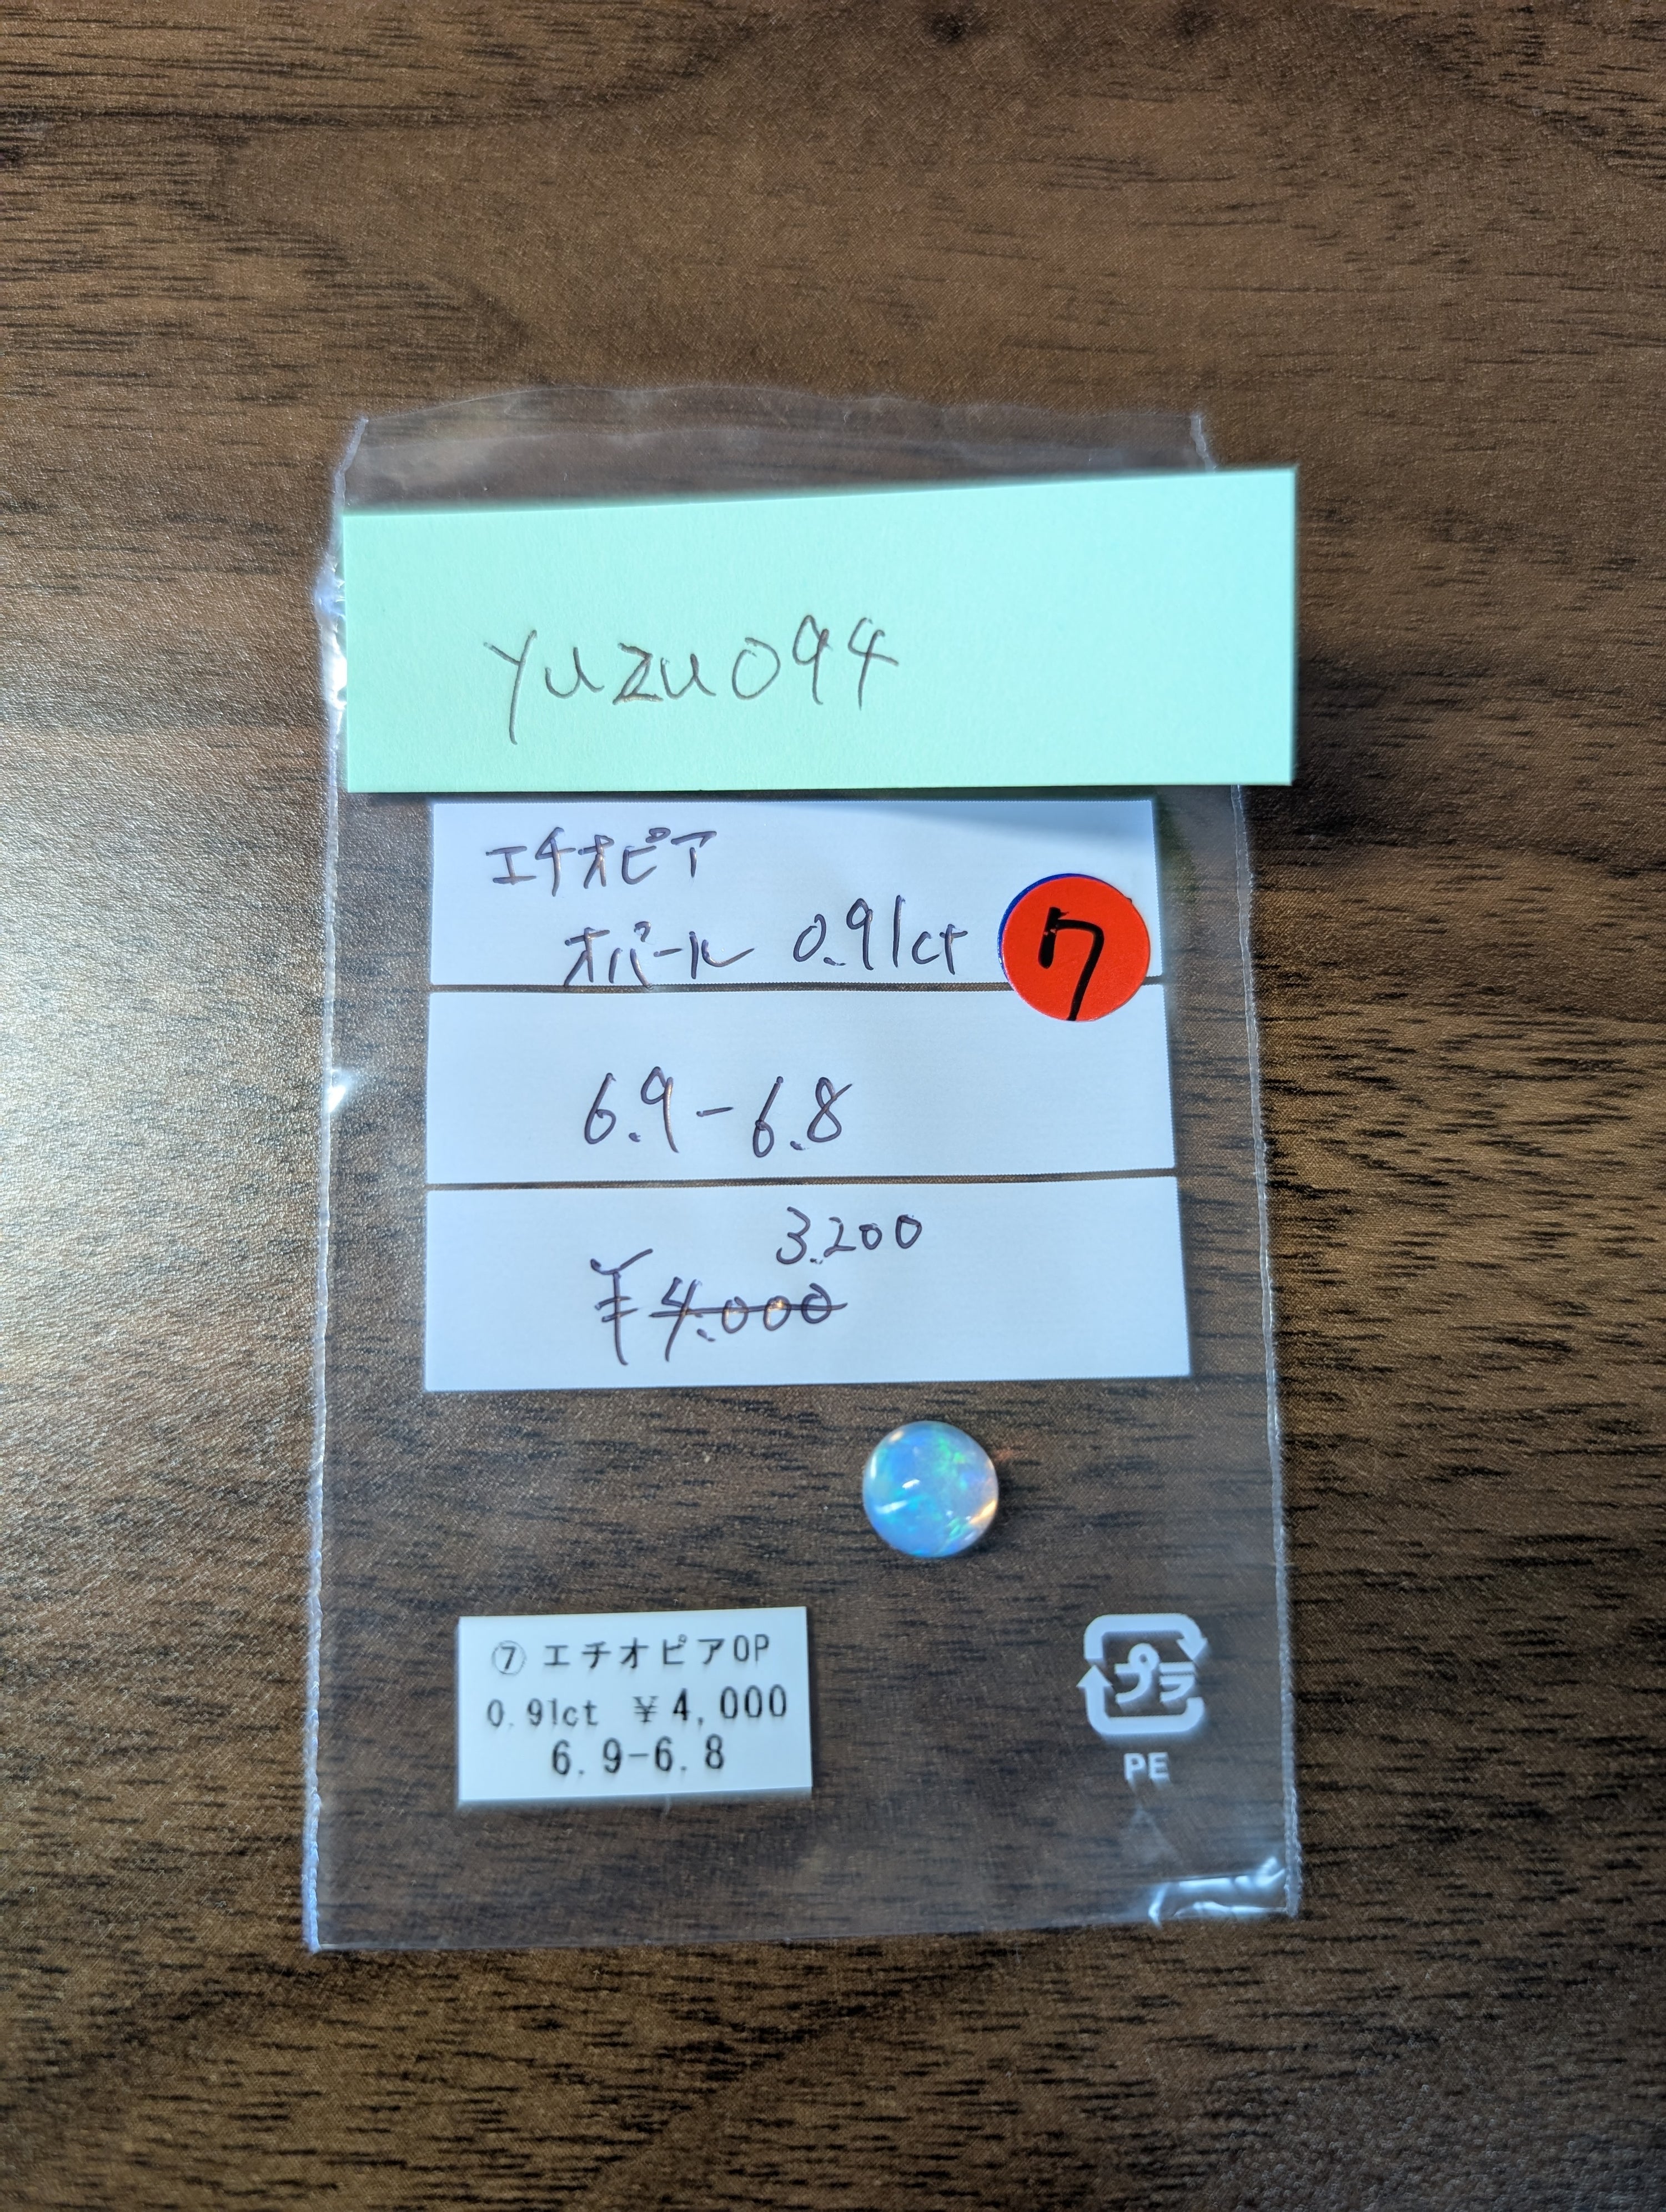 yuzu094
エチオピア
オパール 0.91ct
7
6.9-6.8
3.200
¥4.000
⑦ エチオピアOP
0.91ct ¥4,000
6.9-6.8
プラ
PE